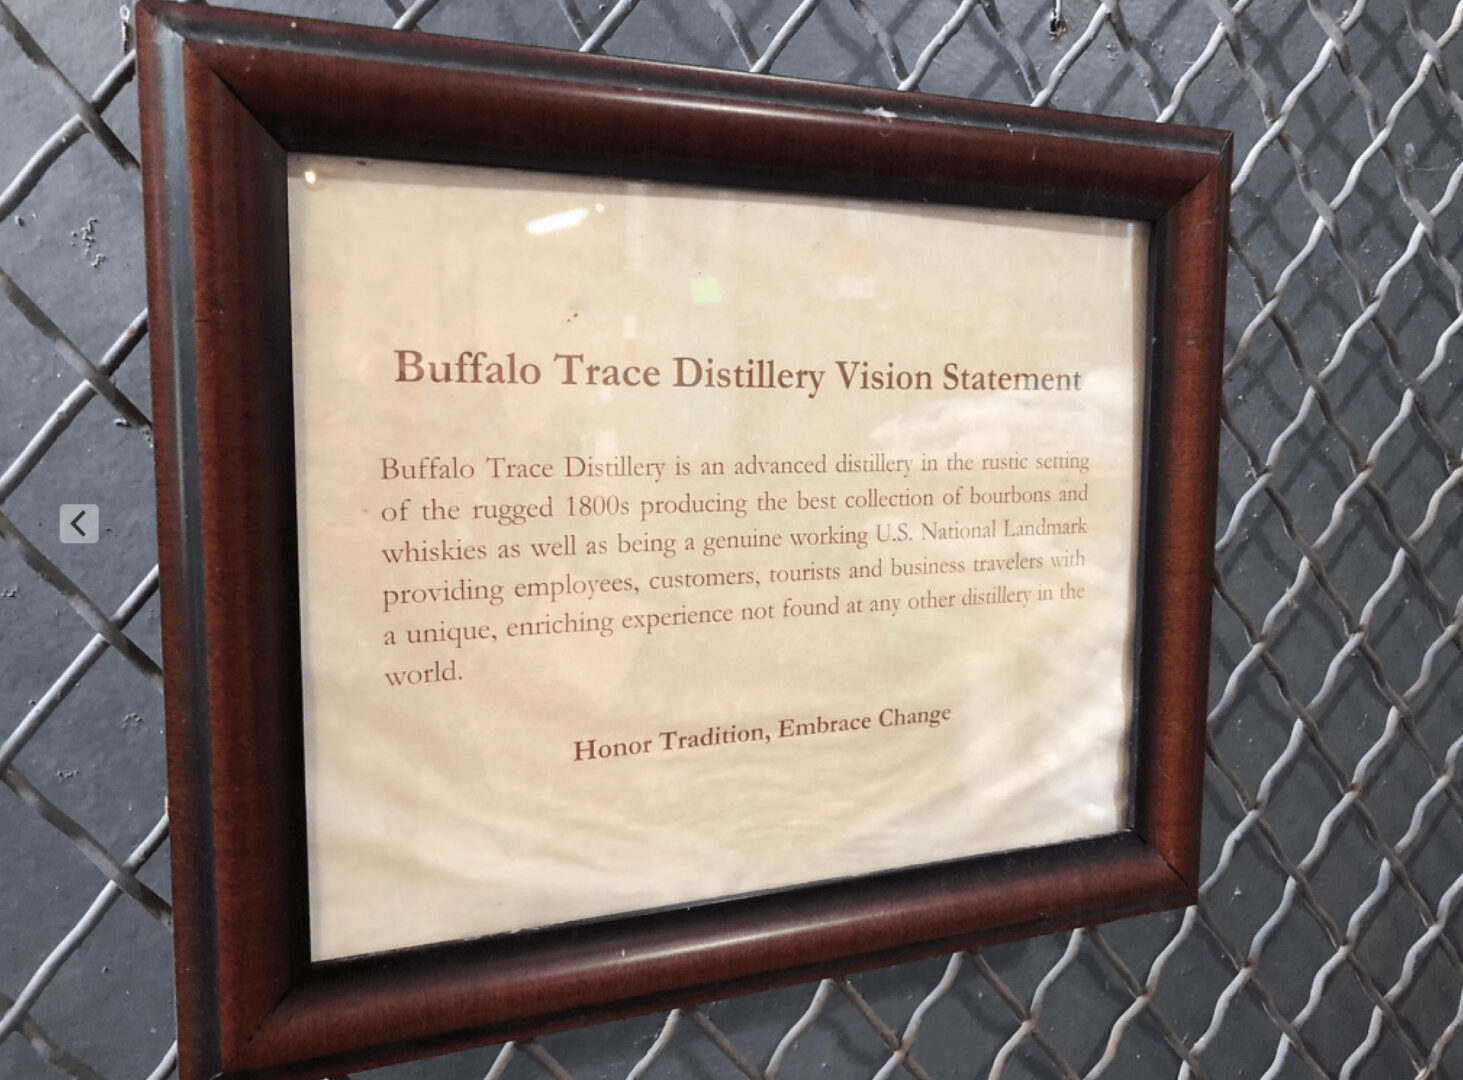 Buffalo Trace Distillery Vision Statement
Buffalo Trace Distillery is an advanced distillery in the rustic setting
of the rugged 1800s producing the best collection of bourbons and
whiskies as well as being a genuine working U.S. National Landmark
providing employees, customers, tourists and business travelers with
a unique, enriching experience not found at any other distillery in the
world.
Honor Tradition, Embrace Change